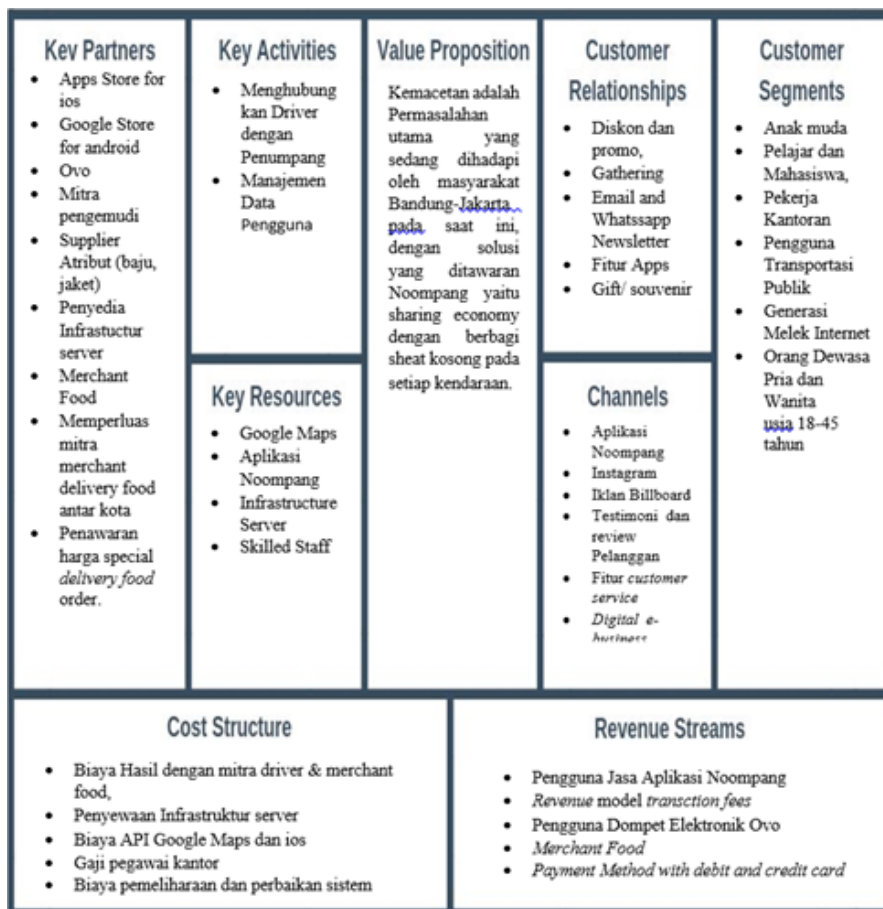 Key Partners
Apps Store for
ios
Google Store
for android
Ovo
Mitra
pengemudi
Supplier
Atribut (baju,
jaket)
Penyedia
Infrastuctur
server
Merchant
Food
Memperluas
mitra
merchant
delivery food
antar kota
Penawaran
harga special
delivery food
order.
Key Activities
Menghubung
kan Driver
dengan
Penumpang
Manajemen
Data
Pengguna
Key Resources
Google Maps
Aplikasi
Noompang
Infrastructure
Server
Skilled Staff
Value Proposition
Kemacetan adalah
Permasalahan
utama yang
sedang dihadapi
oleh masyarakat
Bandung-Jakarta
pada saat ini,
dengan solusi
yang ditawaran
Noompang yaitu
sharing economy
dengan berbagi
sheat kosong pada
setiap kendaraan.
Customer
Relationships
Diskon dan
promo,
Gathering
Email and
Whatssapp
Newsletter
Fitur Apps
Gift/ souvenir
Channels
Aplikasi
Noompang
Instagram
Iklan Billboard
Testimoni dan
review
Pelanggan
Fitur customer
service
Digital e-
business
Customer
Segments
Anak muda
Pelajar dan
Mahasiswa,
Pekerja
Kantoran
Pengguna
Transportasi
Publik
Generasi
Melek Internet
Orang Dewasa
Pria dan
Wanita
usia 18-45
tahun
Cost Structure
Biaya Hasil dengan mitra driver & merchant
food,
Penyewaan Infrastruktur server
Biaya API Google Maps dan ios
Gaji pegawai kantor
Biaya pemeliharaan dan perbaikan sistem
Revenue Streams
Pengguna Jasa Aplikasi Noompang
Revenue model transction fees
Pengguna Dompet Elektronik Ovo
Merchant Food
Payment Method with debit and credit card